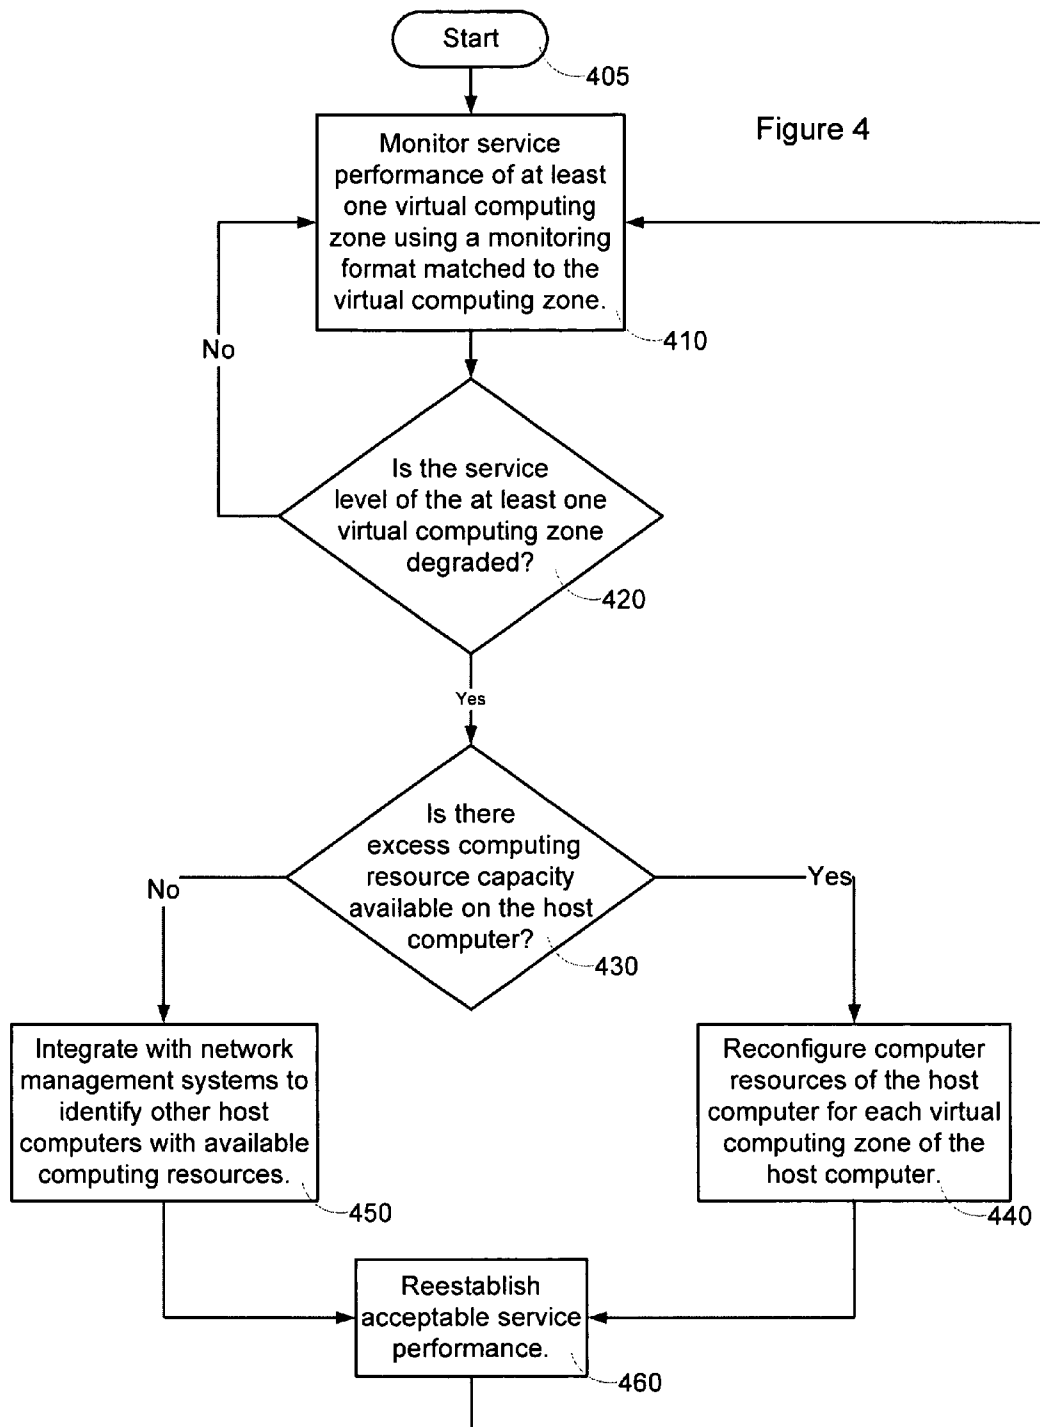 Start
405
Figure 4
Monitor service
performance of at least
one virtual computing
zone using a monitoring
format matched to the
virtual computing zone.
410
No
Is the service
level of the at least one
virtual computing zone
degraded?
420
Yes
Is there
excess computing
resource capacity
available on the host
computer?
430
No
Yes
Integrate with network
management systems to
identify other host
computers with available
computing resources.
450
Reconfigure computer
resources of the host
computer for each virtual
computing zone of the
host computer.
440
Reestablish
acceptable service
performance.
460